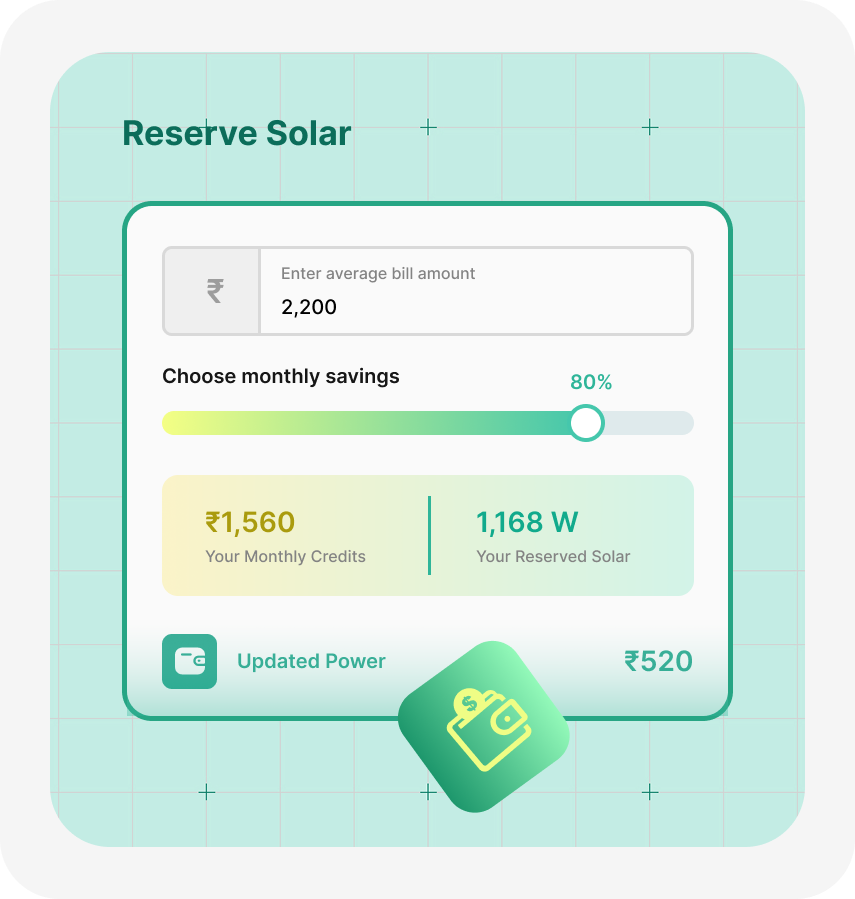 Reserve Solar
₹
Enter average bill amount
2,200
Choose monthly savings
80%
₹1,560
Your Monthly Credits
1,168 W
Your Reserved Solar
Updated Power
₹520
$